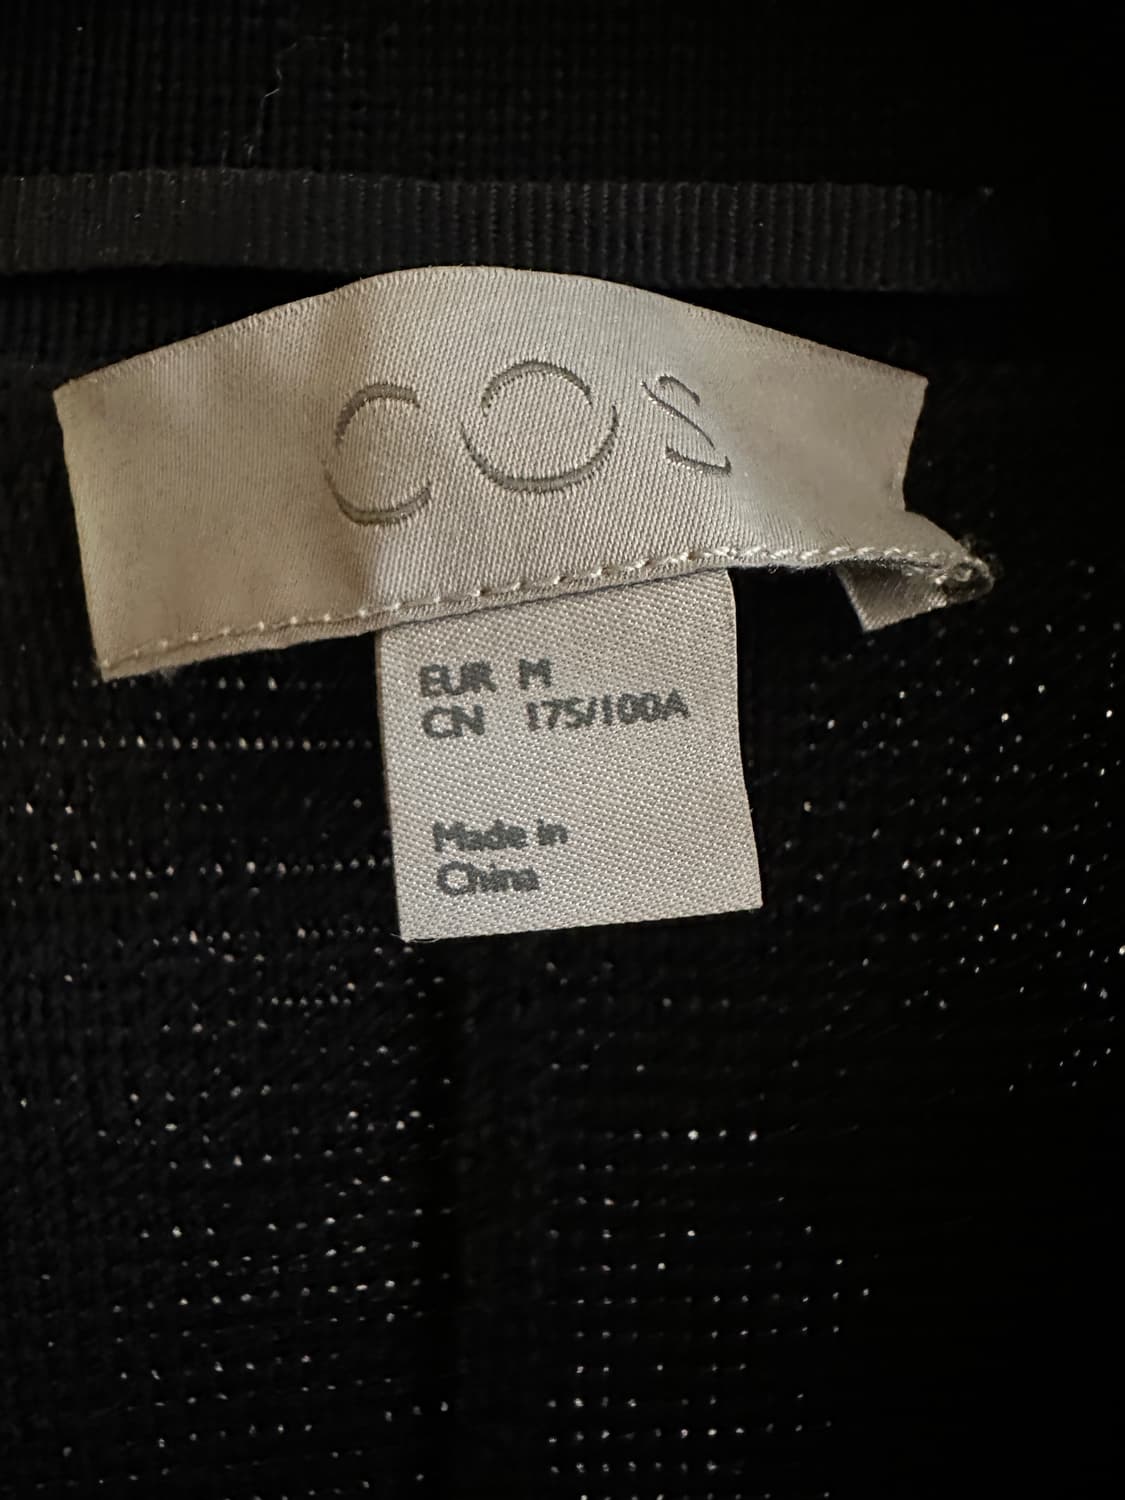 COS
EUR M
CN 175/100A
Made in
China